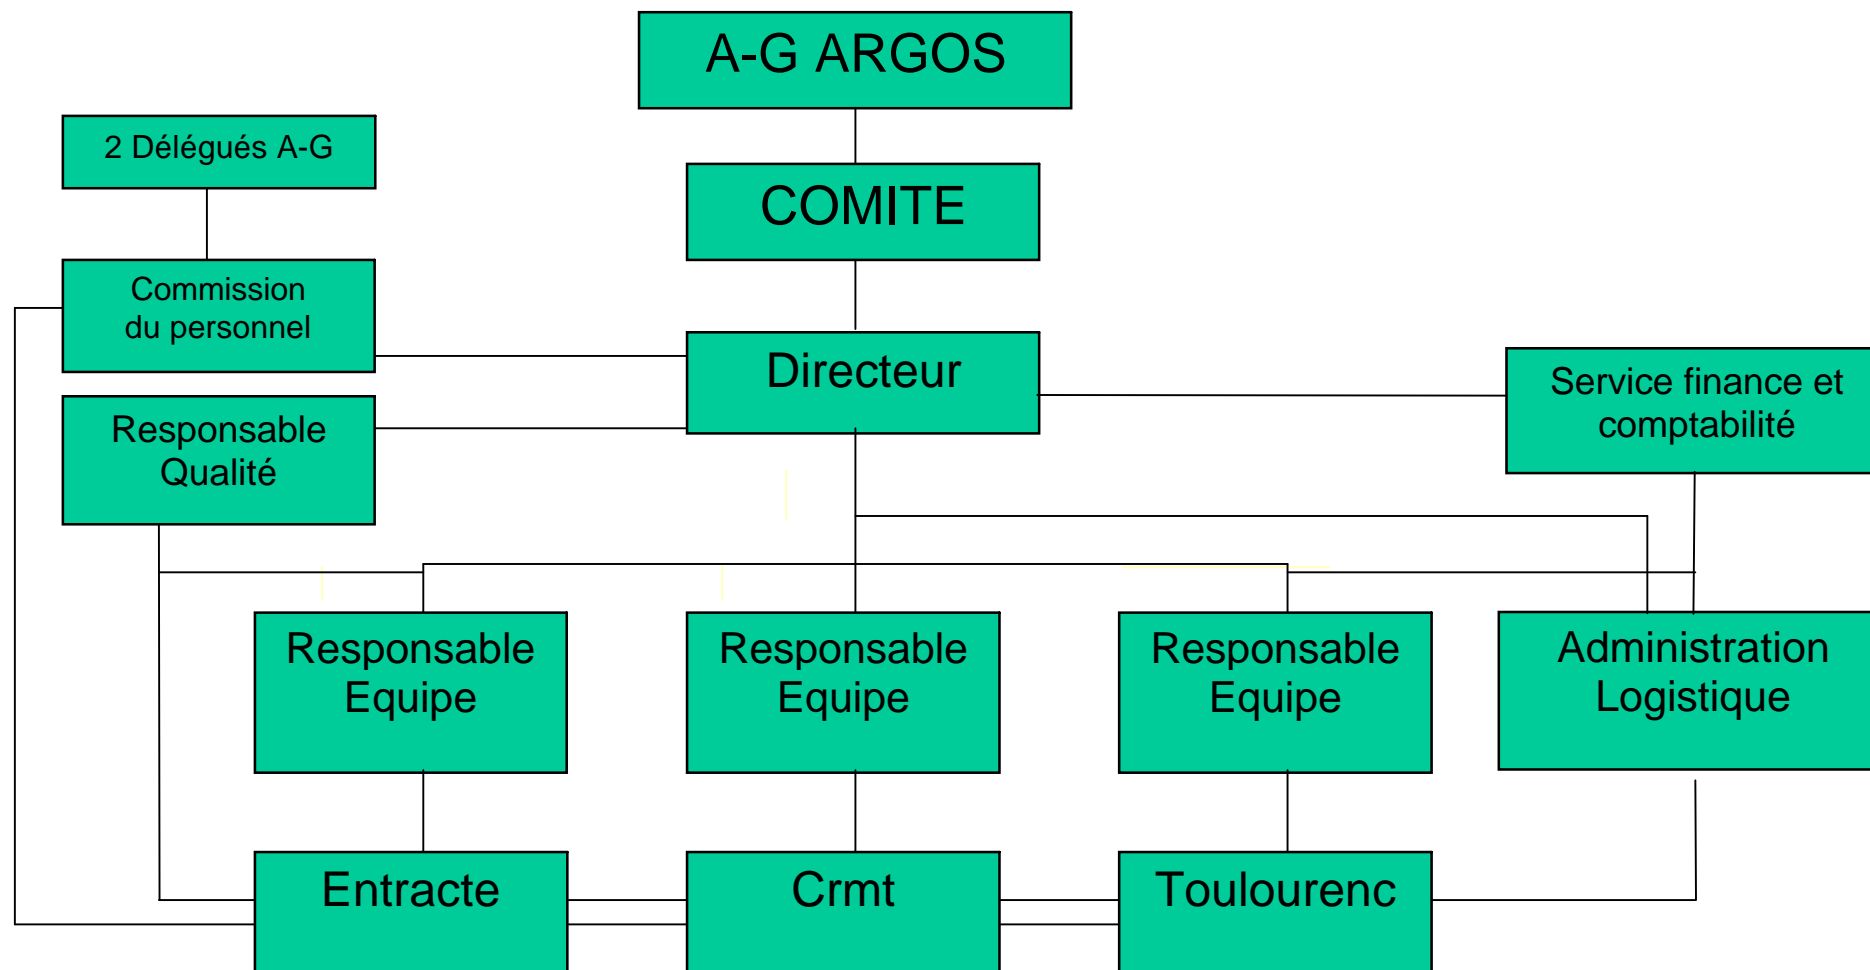 A-G ARGOS
2 Délégués A-G
COMITE
Commission
du personnel
Directeur
Service finance et
comptabilité
Responsable
Qualité
Responsable
Equipe
Responsable
Equipe
Responsable
Equipe
Administration
Logistique
Entracte
Crmt
Toulourenc